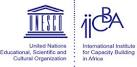 UNESCO
United Nations
Educational, Scientific and
Cultural Organization
iicBA
International Institute
for Capacity Building
in Africa